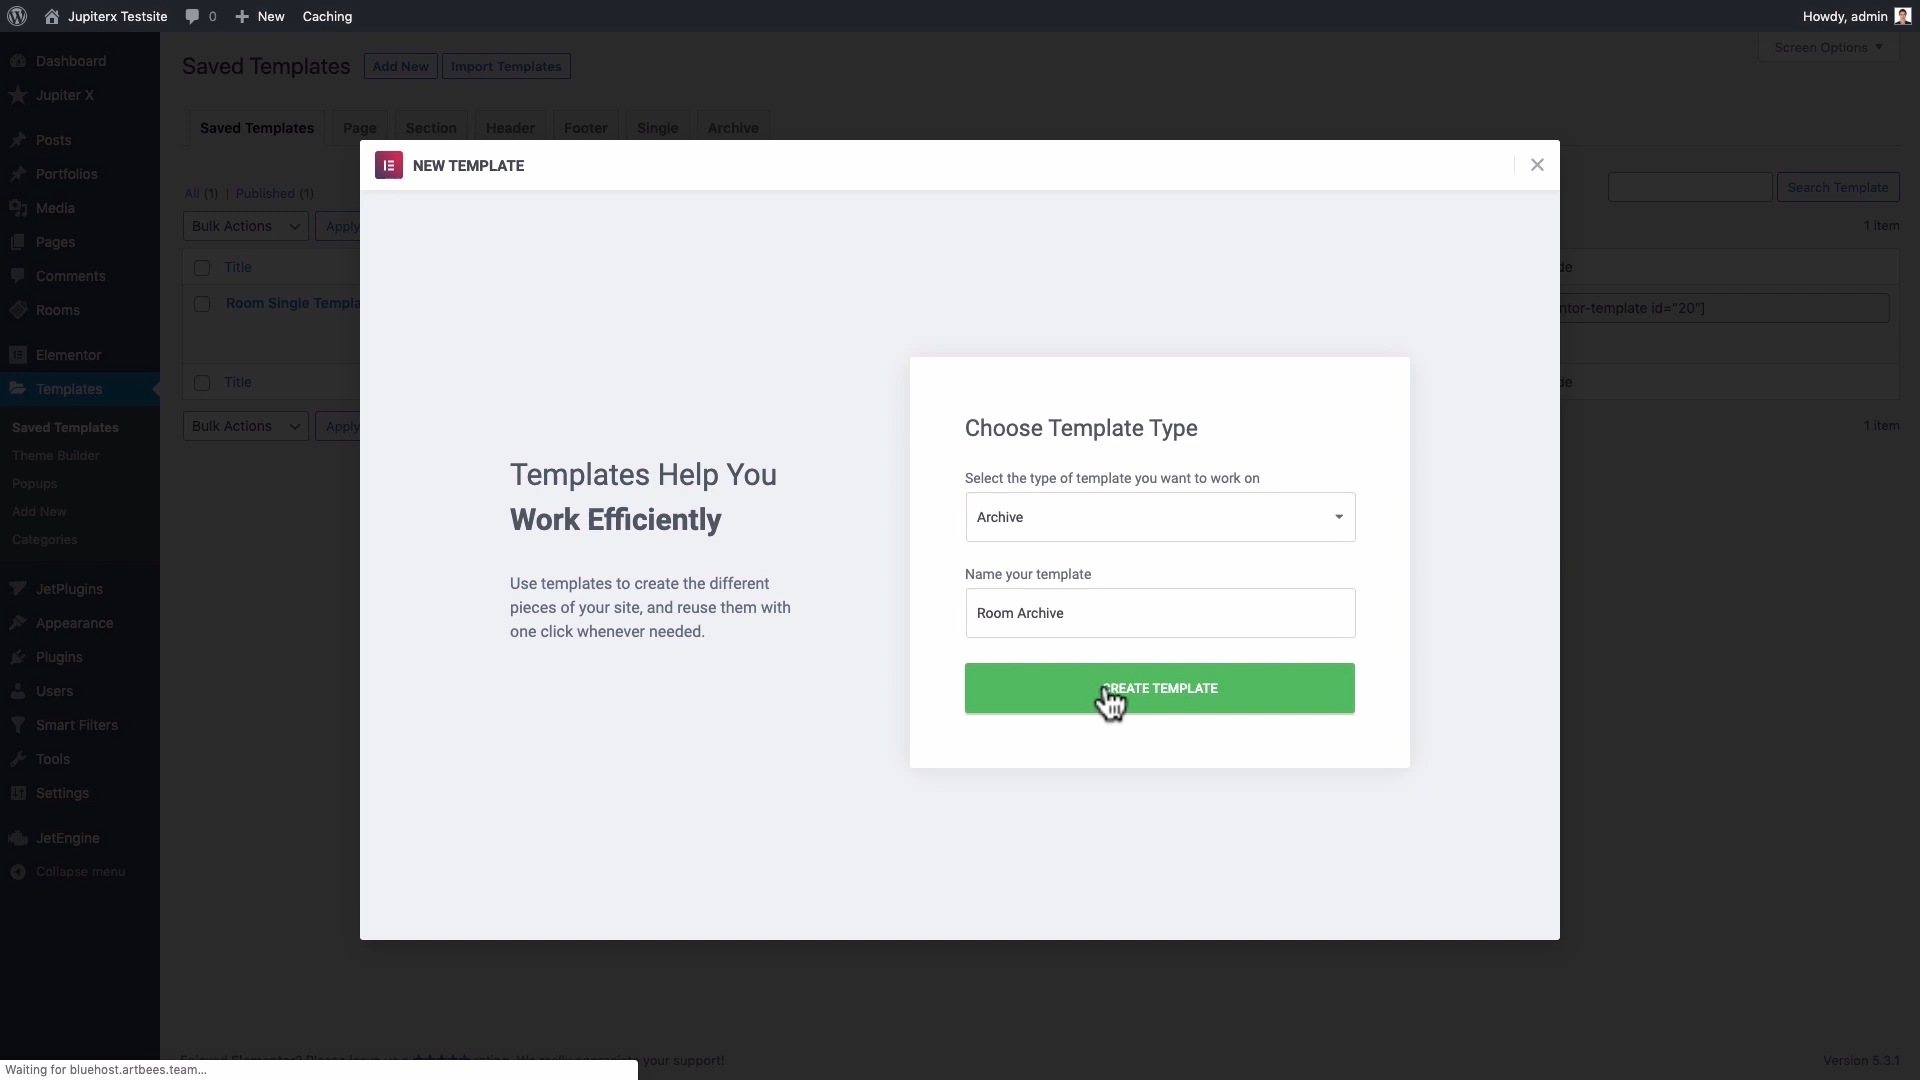 Jupiterx Testsite 0 New Caching Howdy, admin
Screen Options
Dashboard
Jupiter X
Posts
Portfolios
Media
Pages
Comments
Rooms
Elementor
Templates
Saved Templates
Theme Builder
Popups
Add New
Categories
JetPlugins
Appearance
Plugins
Users
Smart Filters
Tools
Settings
JetEngine
Collapse menu
Saved Templates Add New Import Templates
Saved Templates Page Section Header Footer Single Archive
All (1) | Published (1)
Search Template
Bulk Actions Apply
1 item
Title
Room Single Templa
ntor-template id="20"]
Title
Bulk Actions Apply
1 item
NEW TEMPLATE
Templates Help You
Work Efficiently
Use templates to create the different
pieces of your site, and reuse them with
one click whenever needed.
Choose Template Type
Select the type of template you want to work on
Archive
Name your template
Room Archive
CREATE TEMPLATE
your support!
Version 5.3.1
Waiting for bluehost.artbees.team...